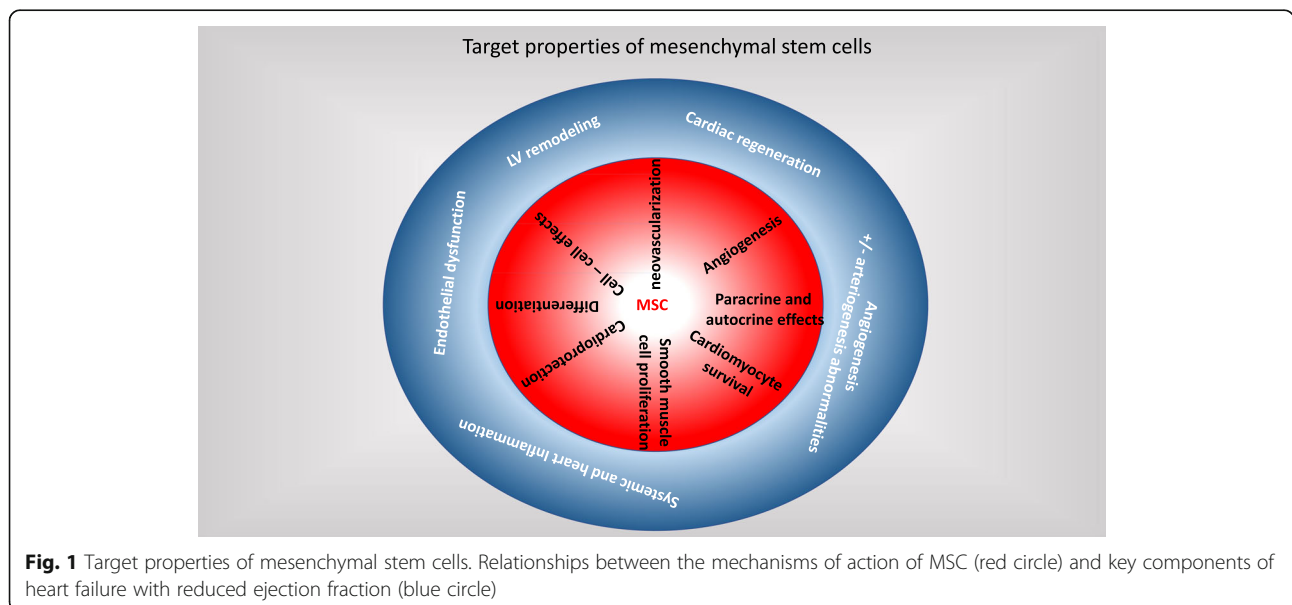 Target properties of mesenchymal stem cells
LV remodeling
Cardiac regeneration
Endothelial dysfunction
Angiogenesis
+/- arteriogenesis abnormalities
Systemic and heart Inflammation
neovascularization
Angiogenesis
Paracrine and
autocrine effects
Cardiomyocyte
survival
Smooth muscle
cell proliferation
Cardioprotection
Differentiation
Cell – cell effects
MSC
Fig. 1 Target properties of mesenchymal stem cells. Relationships between the mechanisms of action of MSC (red circle) and key components of
heart failure with reduced ejection fraction (blue circle)